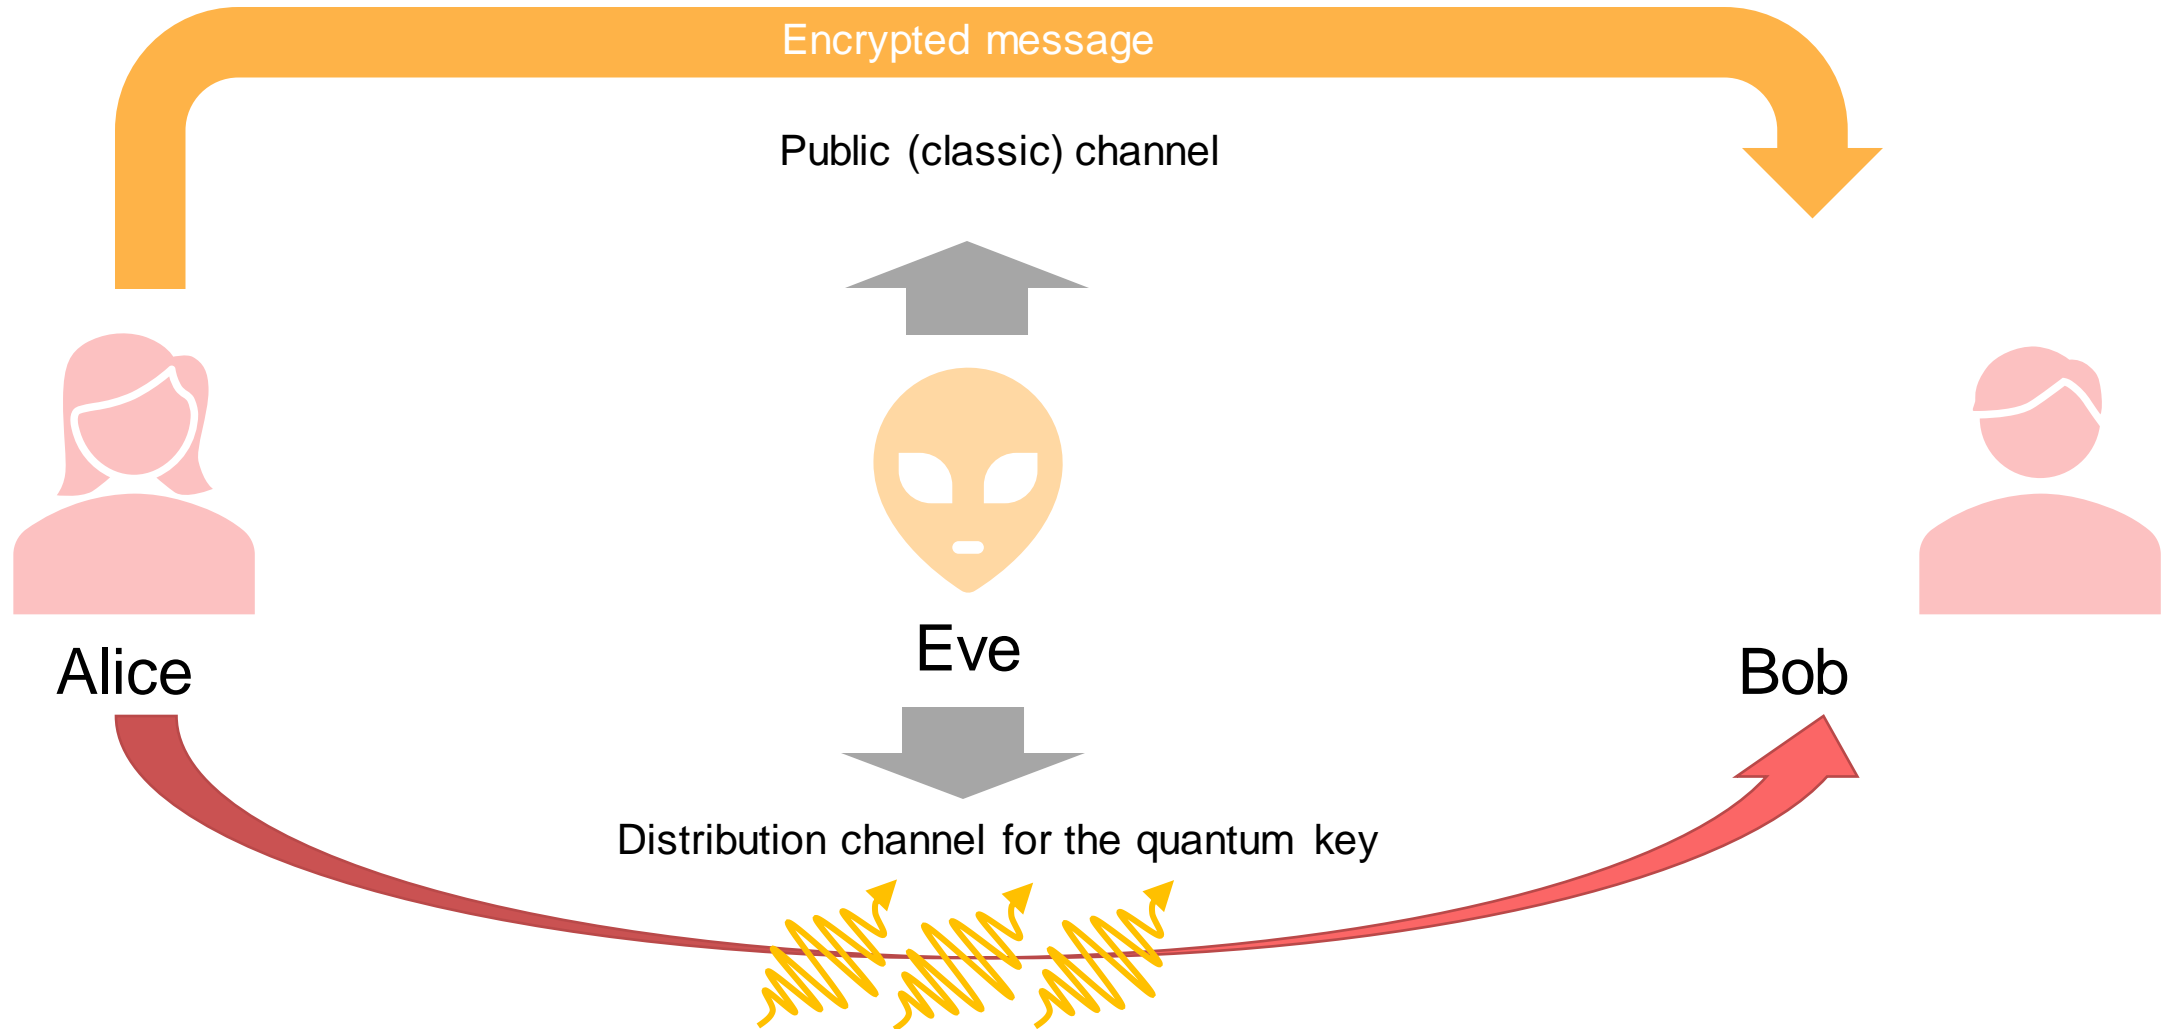 Encrypted message
Public (classic) channel
Eve
Alice
Bob
Distribution channel for the quantum key